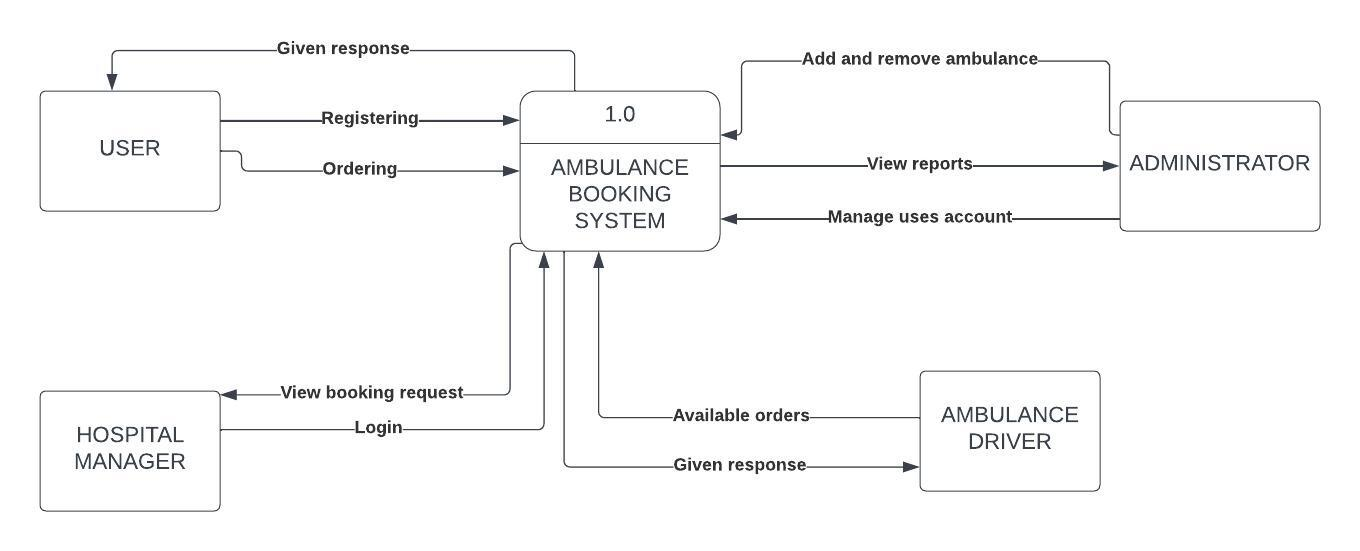 Given response
Add and remove ambulance
1.0
Registering
USER
View reports
ADMINISTRATOR
Ordering
AMBULANCE
BOOKING
SYSTEM
Manage uses account
View booking request
Login
HOSPITAL
MANAGER
Available orders
AMBULANCE
DRIVER
Given response